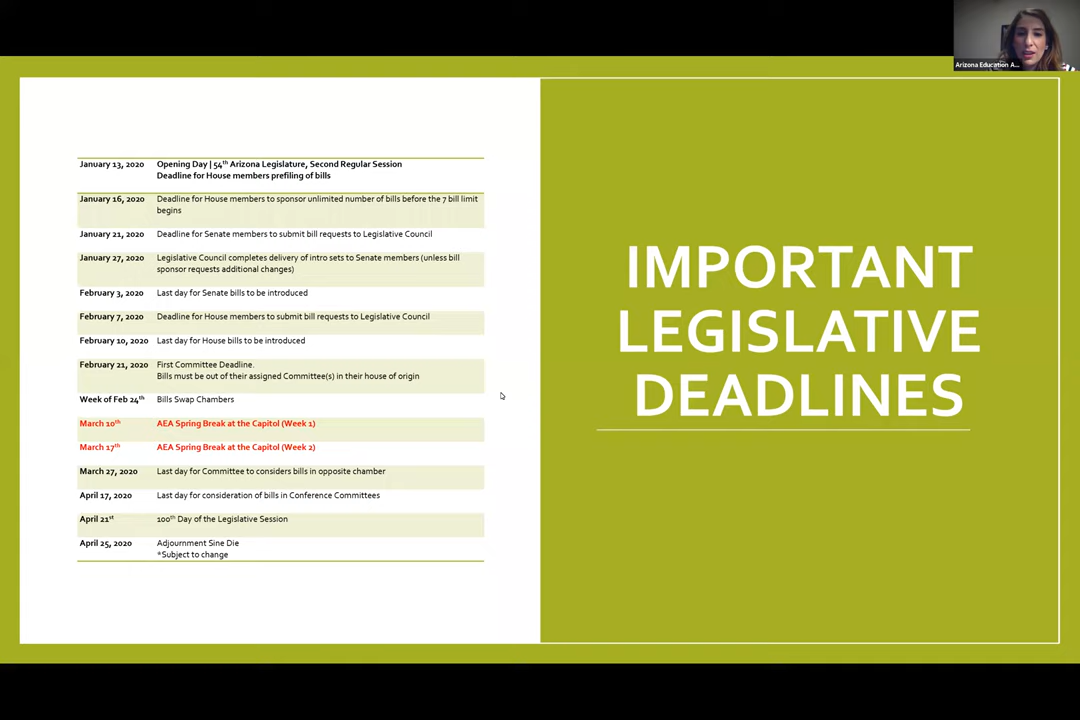 Arizona Education A...
January 13, 2020 Opening Day | 54th Arizona Legislature, Second Regular Session
Deadline for House members prefiling of bills
January 16, 2020 Deadline for House members to sponsor unlimited number of bills before the 7 bill limit
begins
January 21, 2020 Deadline for Senate members to submit bill requests to Legislative Council
January 27, 2020 Legislative Council completes delivery of intro sets to Senate members (unless bill
sponsor requests additional changes)
February 3, 2020 Last day for Senate bills to be introduced
February 7, 2020 Deadline for House members to submit bill requests to Legislative Council
February 10, 2020 Last day for House bills to be introduced
February 21, 2020 First Committee Deadline.
Bills must be out of their assigned Committee(s) in their house of origin
Week of Feb 24th Bills Swap Chambers
March 10th AEA Spring Break at the Capitol (Week 1)
March 17th AEA Spring Break at the Capitol (Week 2)
March 27, 2020 Last day for Committee to considers bills in opposite chamber
April 17, 2020 Last day for consideration of bills in Conference Committees
April 21st 100th Day of the Legislative Session
April 25, 2020 Adjournment Sine Die
*Subject to change
IMPORTANT
LEGISLATIVE
DEADLINES